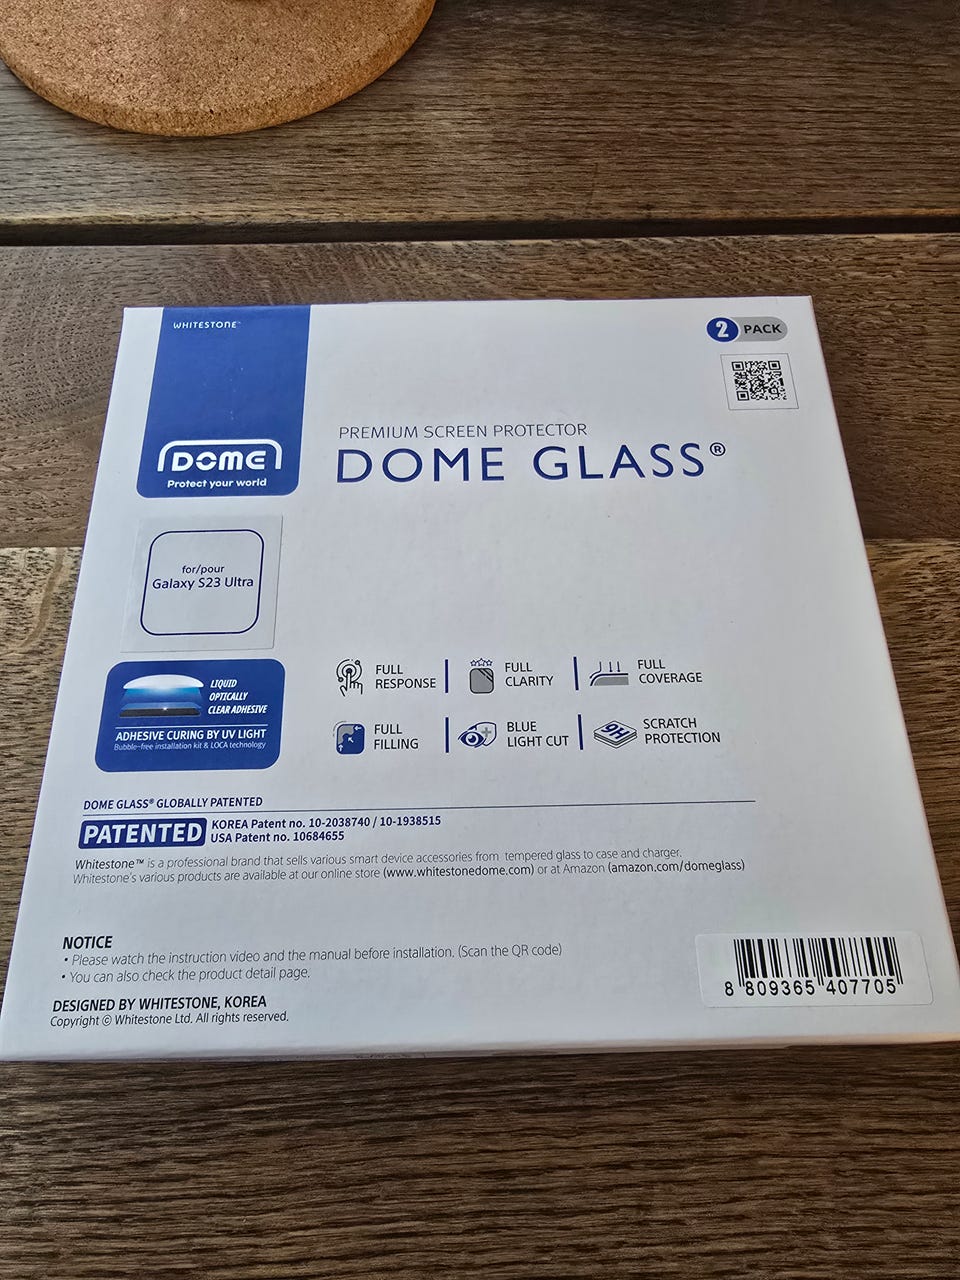 WHITESTONE™
2 PACK
DOME
Protect your world
PREMIUM SCREEN PROTECTOR
DOME GLASS®
for/pour
Galaxy S23 Ultra
LIQUID
OPTICALLY
CLEAR ADHESIVE
ADHESIVE CURING BY UV LIGHT
Bubble-free installation kit & LOCA technology
FULL
RESPONSE
FULL
CLARITY
FULL
COVERAGE
FULL
FILLING
BLUE
LIGHT CUT
9H
SCRATCH
PROTECTION
DOME GLASS® GLOBALLY PATENTED
PATENTED
KOREA Patent no. 10-2038740 / 10-1938515
USA Patent no. 10684655
Whitestone™ is a professional brand that sells various smart device accessories from tempered glass to case and charger.
Whitestone's various products are available at our online store (www.whitestonedome.com) or at Amazon (amazon.com/domeglass)
NOTICE
• Please watch the instruction video and the manual before installation. (Scan the QR code)
• You can also check the product detail page.
DESIGNED BY WHITESTONE, KOREA
Copyright © Whitestone Ltd. All rights reserved.
8 809365 407705